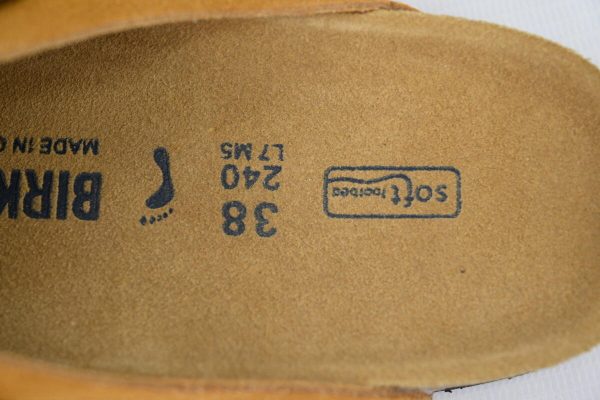 BIRK
MADE IN
38
240
L7 M5
soft
footbed